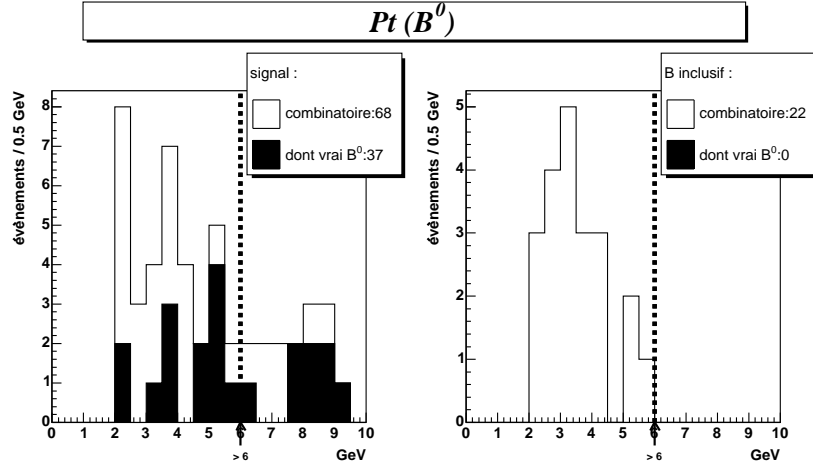 Pt (B⁰)
signal :
combinatoire:68
dont vrai B⁰:37
évènements / 0.5 GeV
8
7
6
5
4
3
2
1
0
0 1 2 3 4 5 6 7 8 9 10
> 6
GeV
B inclusif :
combinatoire:22
dont vrai B⁰:0
évènements / 0.5 GeV
5
4
3
2
1
0
0 1 2 3 4 5 6 7 8 9 10
> 6
GeV